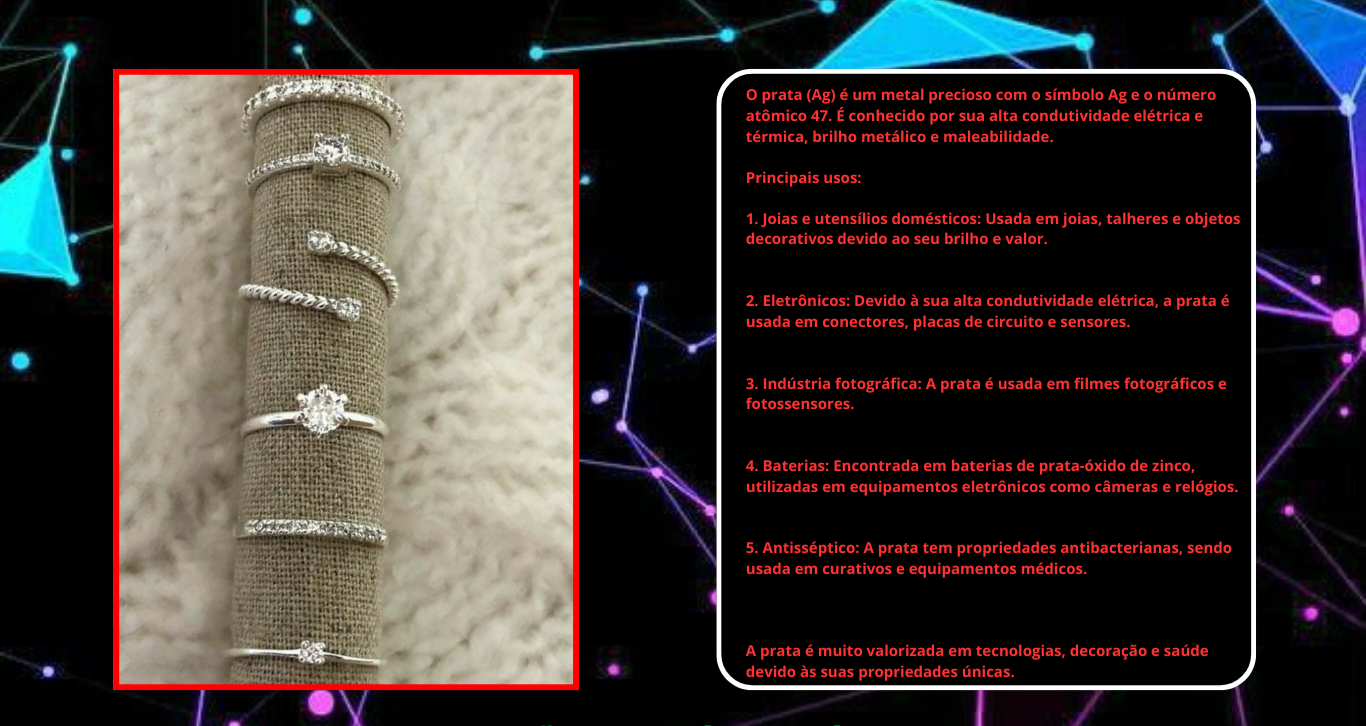 O prata (Ag) é um metal precioso com o símbolo Ag e o número
atômico 47. É conhecido por sua alta condutividade elétrica e
térmica, brilho metálico e maleabilidade.
Principais usos:
1. Joias e utensílios domésticos: Usada em joias, talheres e objetos
decorativos devido ao seu brilho e valor.
2. Eletrônicos: Devido à sua alta condutividade elétrica, a prata é
usada em conectores, placas de circuito e sensores.
3. Indústria fotográfica: A prata é usada em filmes fotográficos e
fotossensores.
4. Baterias: Encontrada em baterias de prata-óxido de zinco,
utilizadas em equipamentos eletrônicos como câmeras e relógios.
5. Antisséptico: A prata tem propriedades antibacterianas, sendo
usada em curativos e equipamentos médicos.
A prata é muito valorizada em tecnologias, decoração e saúde
devido às suas propriedades únicas.